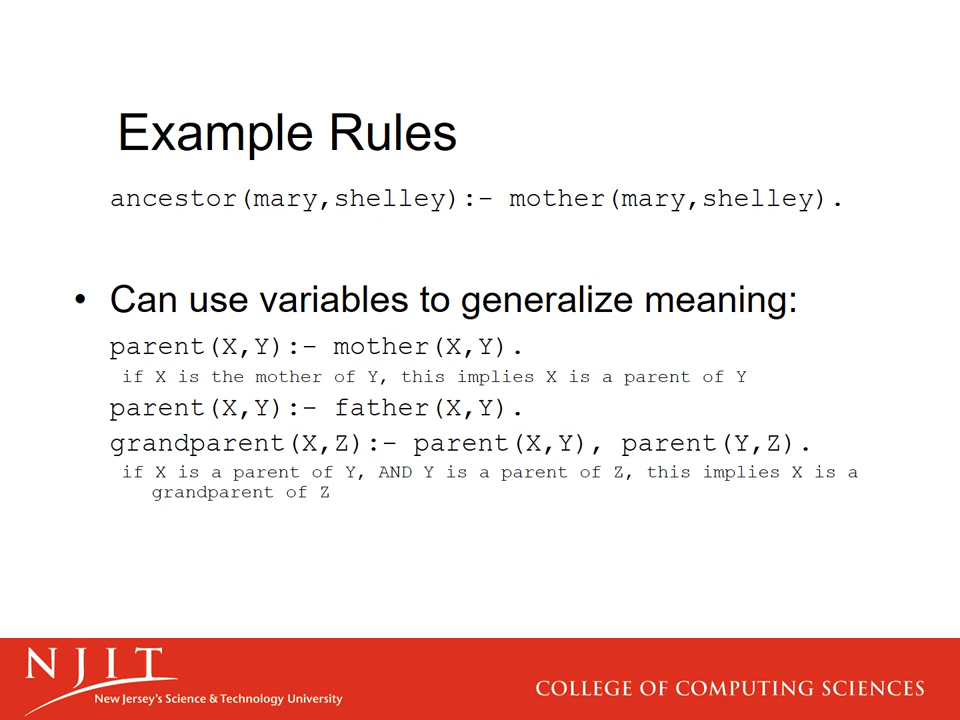 Example Rules
ancestor(mary,shelley):- mother(mary,shelley).
• Can use variables to generalize meaning:
parent(X,Y):- mother(X,Y).
if X is the mother of Y, this implies X is a parent of Y
parent(X,Y):- father(X,Y).
grandparent(X,Z):- parent(X,Y), parent(Y,Z).
if X is a parent of Y, AND Y is a parent of Z, this implies X is a
grandparent of Z
NJIT
New Jersey's Science & Technology University
COLLEGE OF COMPUTING SCIENCES